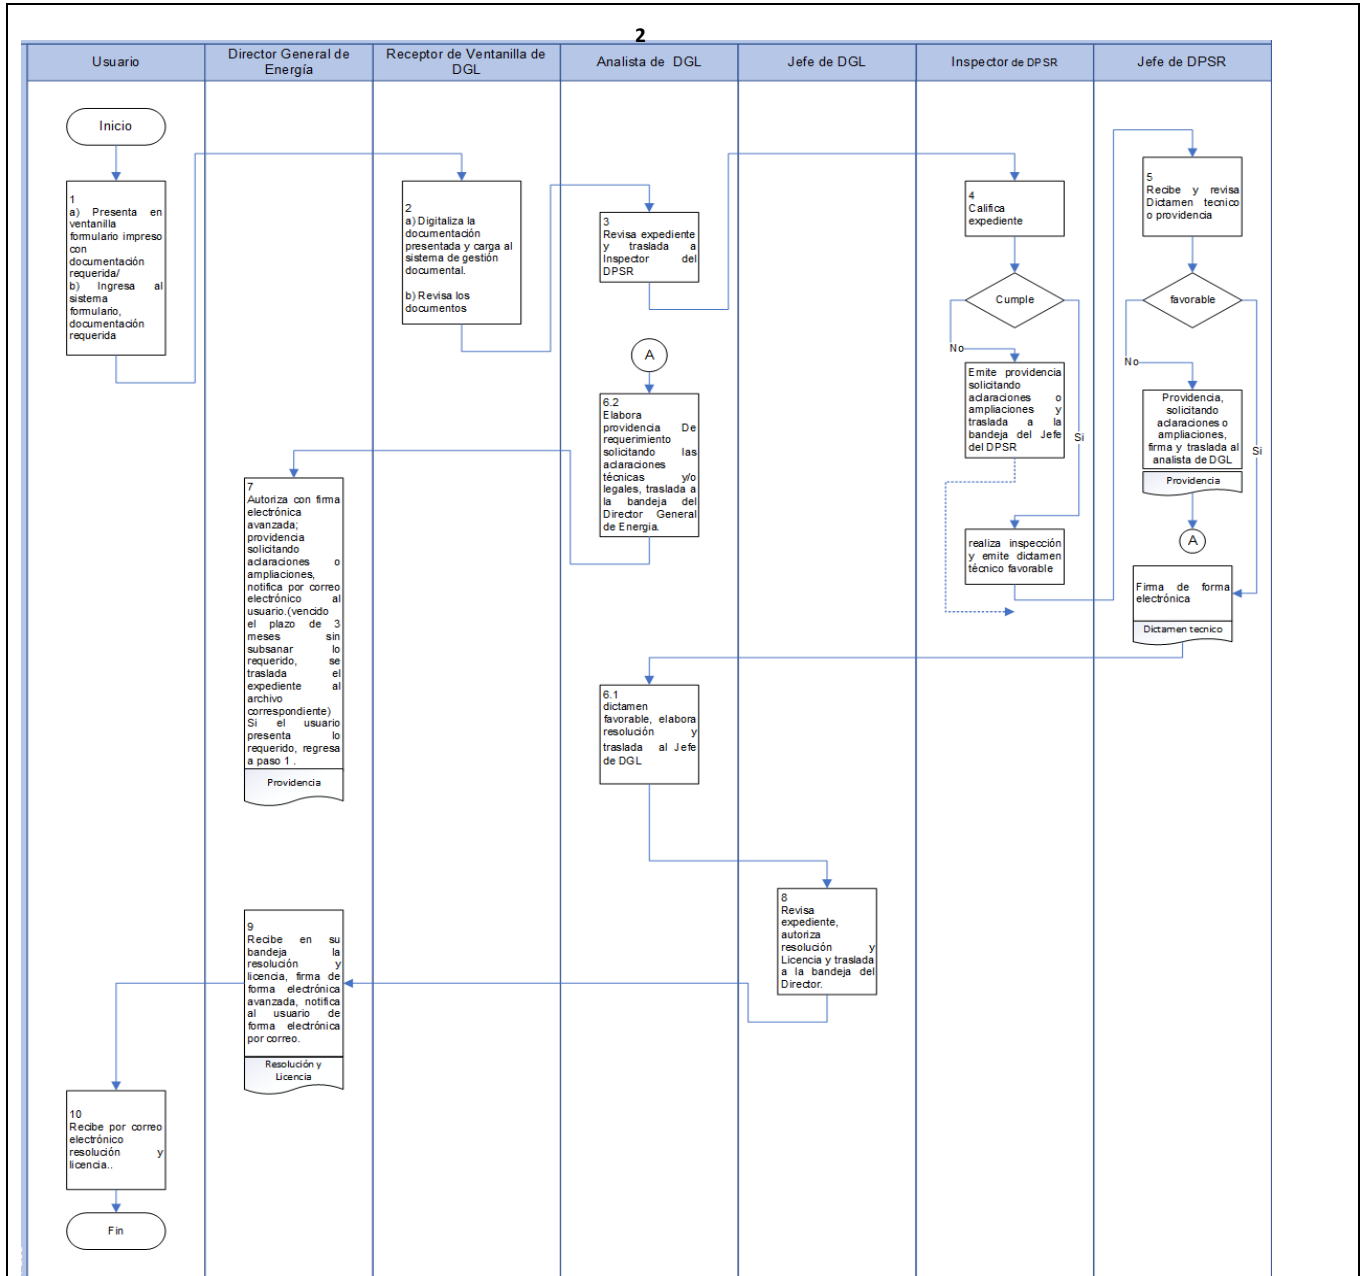 2
Usuario
Director General de
Energía
Receptor de Ventanilla de
DGL
Analista de DGL
Jefe de DGL
Inspector de DPSR
Jefe de DPSR
Inicio
1
a) Presenta en
ventanilla
formulario impreso
con
documentación
requerida/
b) Ingresa al
sistema
formulario,
documentación
requerida
2
a) Digitaliza la
documentación
presentada y carga al
sistema de gestión
documental.
b) Revisa los
documentos
3
Revisa expediente
y traslada a
Inspector del
DPSR
4
Califica
expediente
Cumple
No
Si
Emite providencia
solicitando
aclaraciones o
ampliaciones y
traslada a la
bandeja del Jefe
del DPSR
realiza inspección
y emite dictamen
técnico favorable
5
Recibe y revisa
Dictamen tecnico
o providencia
favorable
No
Si
Providencia,
solicitando
aclaraciones o
ampliaciones,
firma y traslada al
analista de DGL
Providencia
A
Firma de forma
electrónica
Dictamen tecnico
A
6.2
Elabora
providencia De
requerimiento
solicitando las
aclaraciones
técnicas y/o
legales, traslada a
la bandeja del
Director General
de Energia.
7
Autoriza con firma
electrónica
avanzada;
providencia
solicitando
aclaraciones o
ampliaciones,
notifica por correo
electrónico al
usuario.(vencido
el plazo de 3
meses sin
subsanar lo
requerido, se
traslada el
expediente al
archivo
correspondiente)
Si el usuario
presenta lo
requerido, regresa
a paso 1 .
Providencia
6.1
dictamen
favorable, elabora
resolución y
traslada al Jefe
de DGL
8
Revisa
expediente,
autoriza
resolución y
Licencia y traslada
a la bandeja del
Director.
9
Recibe en su
bandeja la
resolución y
licencia, firma de
forma electrónica
avanzada, notifica
al usuario de
forma electrónica
por correo.
Resolución y
Licencia
10
Recibe por correo
electrónico
resolución y
licencia..
Fin